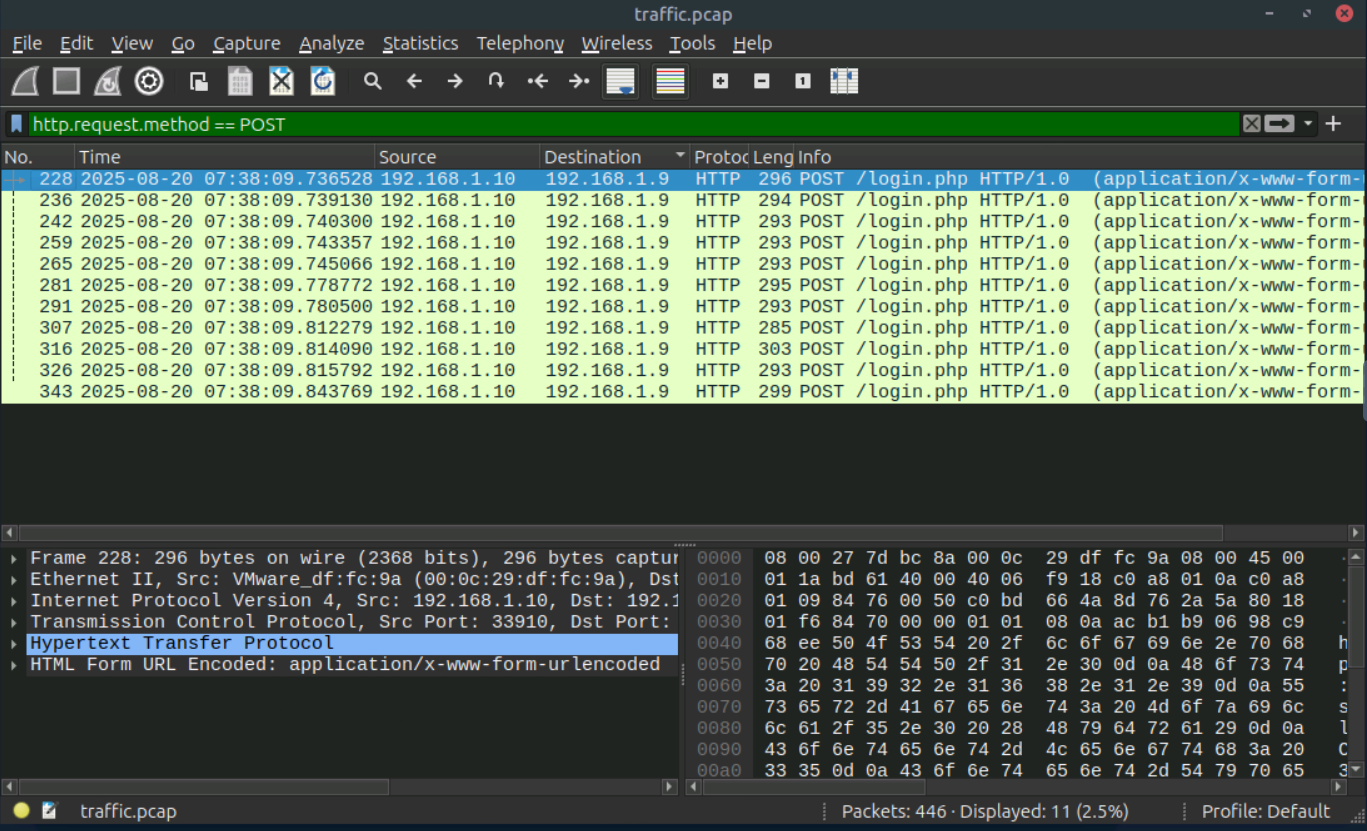 traffic.pcap
File Edit View Go Capture Analyze Statistics Telephony Wireless Tools Help
http.request.method == POST
No. Time Source Destination Protoc Leng Info
228 2025-08-20 07:38:09.736528 192.168.1.10 192.168.1.9 HTTP 296 POST /login.php HTTP/1.0 (application/x-www-form-
236 2025-08-20 07:38:09.739130 192.168.1.10 192.168.1.9 HTTP 294 POST /login.php HTTP/1.0 (application/x-www-form-
242 2025-08-20 07:38:09.740300 192.168.1.10 192.168.1.9 HTTP 293 POST /login.php HTTP/1.0 (application/x-www-form-
259 2025-08-20 07:38:09.743357 192.168.1.10 192.168.1.9 HTTP 293 POST /login.php HTTP/1.0 (application/x-www-form-
265 2025-08-20 07:38:09.745066 192.168.1.10 192.168.1.9 HTTP 293 POST /login.php HTTP/1.0 (application/x-www-form-
281 2025-08-20 07:38:09.778772 192.168.1.10 192.168.1.9 HTTP 295 POST /login.php HTTP/1.0 (application/x-www-form-
291 2025-08-20 07:38:09.780500 192.168.1.10 192.168.1.9 HTTP 293 POST /login.php HTTP/1.0 (application/x-www-form-
307 2025-08-20 07:38:09.812279 192.168.1.10 192.168.1.9 HTTP 285 POST /login.php HTTP/1.0 (application/x-www-form-
316 2025-08-20 07:38:09.814090 192.168.1.10 192.168.1.9 HTTP 303 POST /login.php HTTP/1.0 (application/x-www-form-
326 2025-08-20 07:38:09.815792 192.168.1.10 192.168.1.9 HTTP 293 POST /login.php HTTP/1.0 (application/x-www-form-
343 2025-08-20 07:38:09.843769 192.168.1.10 192.168.1.9 HTTP 299 POST /login.php HTTP/1.0 (application/x-www-form-
Frame 228: 296 bytes on wire (2368 bits), 296 bytes captur
Ethernet II, Src: VMware_df:fc:9a (00:0c:29:df:fc:9a), Dst
Internet Protocol Version 4, Src: 192.168.1.10, Dst: 192.1
Transmission Control Protocol, Src Port: 33910, Dst Port:
Hypertext Transfer Protocol
HTML Form URL Encoded: application/x-www-form-urlencoded
0000 08 00 27 7d bc 8a 00 0c 29 df fc 9a 08 00 45 00
0010 01 1a bd 61 40 00 40 06 f9 18 c0 a8 01 0a c0 a8
0020 01 09 84 76 00 50 c0 bd 66 4a 8d 76 2a 5a 80 18
0030 01 f6 84 70 00 00 01 01 08 0a ac b1 b9 06 98 c9
0040 68 ee 50 4f 53 54 20 2f 6c 6f 67 69 6e 2e 70 68 h
0050 70 20 48 54 54 50 2f 31 2e 30 0d 0a 48 6f 73 74 p
0060 3a 20 31 39 32 2e 31 36 38 2e 31 2e 39 0d 0a 55 :
0070 73 65 72 2d 41 67 65 6e 74 3a 20 4d 6f 7a 69 6c s
0080 6c 61 2f 35 2e 30 20 28 48 79 64 72 61 29 0d 0a l
0090 43 6f 6e 74 65 6e 74 2d 4c 65 6e 67 74 68 3a 20 C
00a0 33 35 0d 0a 43 6f 6e 74 65 6e 74 2d 54 79 70 65 3
traffic.pcap Packets: 446 · Displayed: 11 (2.5%) Profile: Default